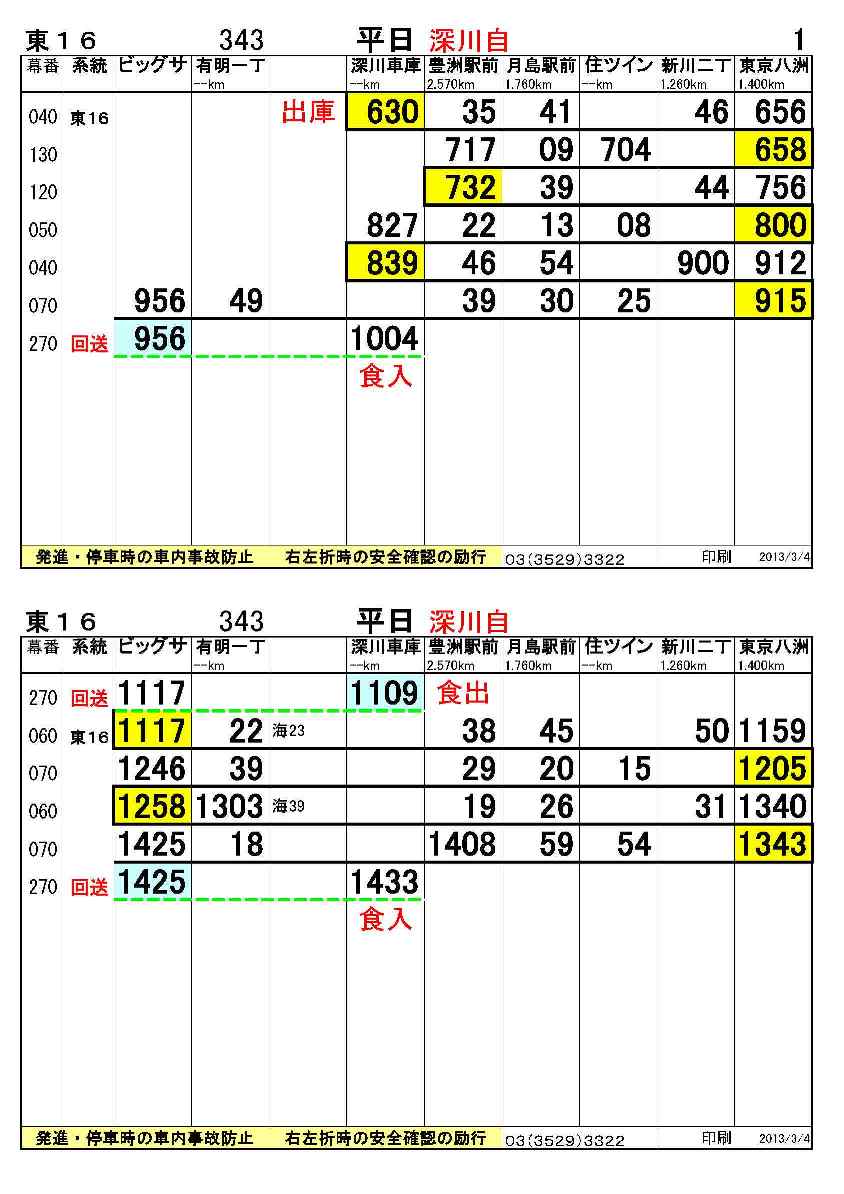 東16 343 平日 深川自 1
幕番 系統 ビッグサ 有明一丁 深川車庫 豊洲駅前 月島駅前 住ツイン 新川二丁 東京八洲
--km --km 2.570km 1.760km --km 1.260km 1.400km
040 東16 出庫 630 35 41 46 656
130 717 09 704 658
120 732 39 44 756
050 827 22 13 08 800
040 839 46 54 900 912
070 956 49 39 30 25 915
270 回送 956 1004
食入
発進・停車時の車内事故防止 右左折時の安全確認の励行 03(3529)3322 印刷 2013/3/4
東16 343 平日 深川自
幕番 系統 ビッグサ 有明一丁 深川車庫 豊洲駅前 月島駅前 住ツイン 新川二丁 東京八洲
--km --km 2.570km 1.760km --km 1.260km 1.400km
270 回送 1117 1109 食出
060 東16 1117 22 海23 38 45 50 1159
070 1246 39 29 20 15 1205
060 1258 1303 海39 19 26 31 1340
070 1425 18 1408 59 54 1343
270 回送 1425 1433
食入
発進・停車時の車内事故防止 右左折時の安全確認の励行 03(3529)3322 印刷 2013/3/4